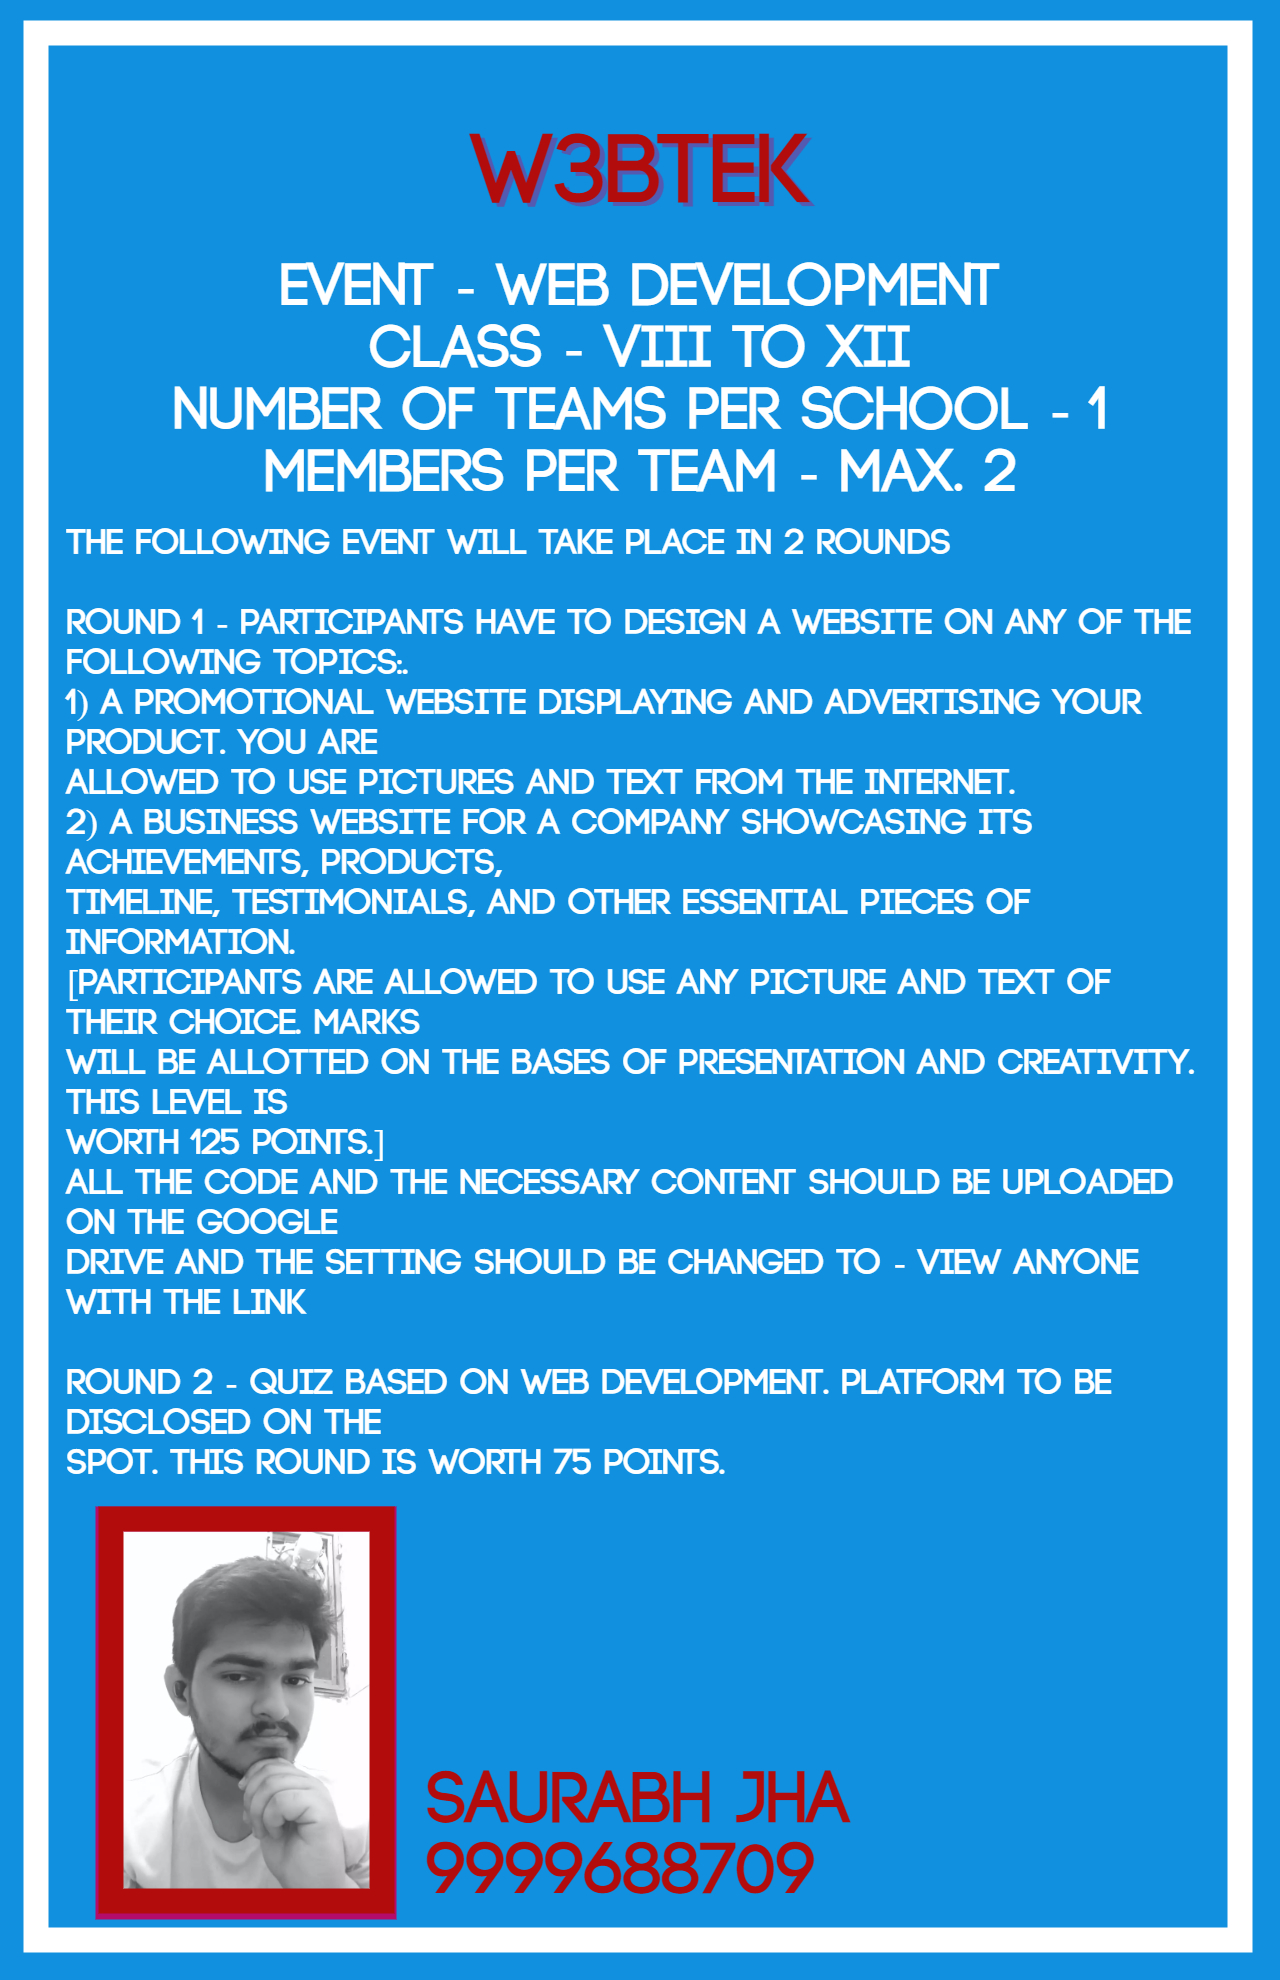 W3BTEK
EVENT - WEB DEVELOPMENT
CLASS - VIII TO XII
NUMBER OF TEAMS PER SCHOOL - 1
MEMBERS PER TEAM - MAX. 2
THE FOLLOWING EVENT WILL TAKE PLACE IN 2 ROUNDS
ROUND 1 - PARTICIPANTS HAVE TO DESIGN A WEBSITE ON ANY OF THE
FOLLOWING TOPICS:.
1) A PROMOTIONAL WEBSITE DISPLAYING AND ADVERTISING YOUR
PRODUCT. YOU ARE
ALLOWED TO USE PICTURES AND TEXT FROM THE INTERNET.
2) A BUSINESS WEBSITE FOR A COMPANY SHOWCASING ITS
ACHIEVEMENTS, PRODUCTS,
TIMELINE, TESTIMONIALS, AND OTHER ESSENTIAL PIECES OF
INFORMATION.
[PARTICIPANTS ARE ALLOWED TO USE ANY PICTURE AND TEXT OF
THEIR CHOICE. MARKS
WILL BE ALLOTTED ON THE BASES OF PRESENTATION AND CREATIVITY.
THIS LEVEL IS
WORTH 125 POINTS.]
ALL THE CODE AND THE NECESSARY CONTENT SHOULD BE UPLOADED
ON THE GOOGLE
DRIVE AND THE SETTING SHOULD BE CHANGED TO - VIEW ANYONE
WITH THE LINK
ROUND 2 - QUIZ BASED ON WEB DEVELOPMENT. PLATFORM TO BE
DISCLOSED ON THE
SPOT. THIS ROUND IS WORTH 75 POINTS.
SAURABH JHA
9999688709